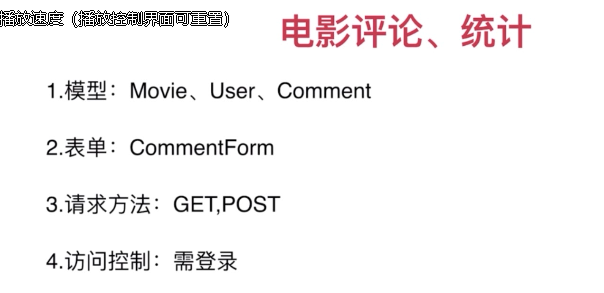 播放速度（播放控制界面可重置）
电影评论、统计
1.模型：Movie、User、Comment
2.表单：CommentForm
3.请求方法：GET,POST
4.访问控制：需登录